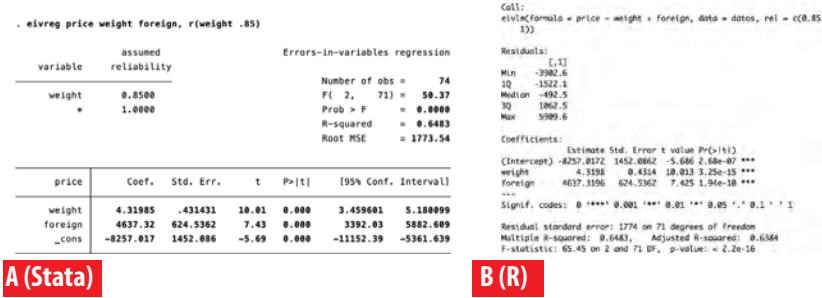 . eivreg price weight foreign, r(weight .85)
assumed
variable reliability
weight 0.8500
* 1.0000
Errors-in-variables regression
Number of obs = 74
F( 2, 71) = 50.37
Prob > F = 0.0000
R-squared = 0.6483
Root MSE = 1773.54
price Coef. Std. Err. t P>|t| [95% Conf. Interval]
weight 4.31985 .431431 10.01 0.000 3.459601 5.180099
foreign 4637.32 624.5362 7.43 0.000 3392.03 5882.609
_cons -8257.017 1452.086 -5.69 0.000 -11152.39 -5361.639
A (Stata)
Call:
eivlm(formula = price ~ weight + foreign, data = datos, rel = c(0.85
1))
Residuals:
[,1]
Min -3902.6
1Q -1522.1
Median -492.5
3Q 1062.5
Max 5909.6
Coefficients:
Estimate Std. Error t value Pr(>|t|)
(Intercept) -8257.0172 1452.0862 -5.686 2.68e-07 ***
weight 4.3198 0.4314 10.013 3.25e-15 ***
foreign 4637.3196 624.5362 7.425 1.94e-10 ***
---
Signif. codes: 0 '***' 0.001 '**' 0.01 '*' 0.05 '.' 0.1 ' ' 1
Residual standard error: 1774 on 71 degrees of freedom
Multiple R-squared: 0.6483, Adjusted R-squared: 0.6384
F-statistic: 65.45 on 2 and 71 DF, p-value: < 2.2e-16
B (R)